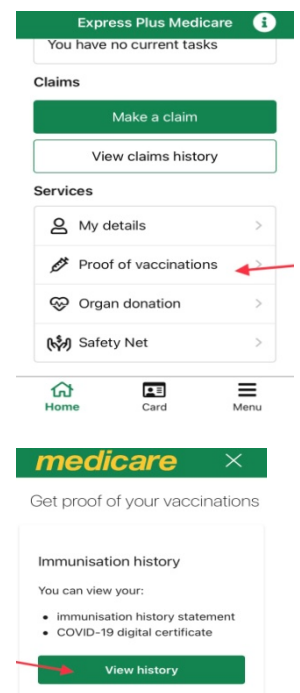 Express Plus Medicare i
You have no current tasks
Claims
Make a claim
View claims history
Services
My details
Proof of vaccinations
Organ donation
Safety Net
Home Card Menu
medicare
Get proof of your vaccinations
Immunisation history
You can view your:
• immunisation history statement
• COVID-19 digital certificate
View history